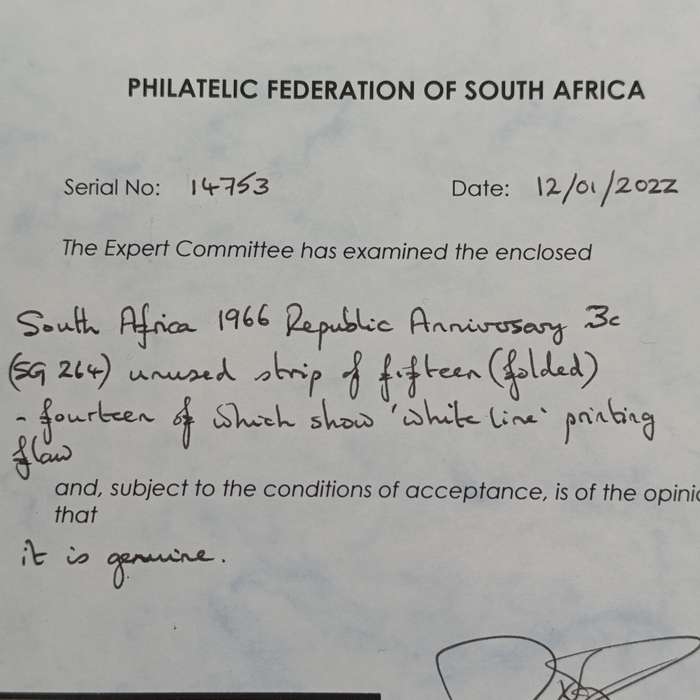 PHILATELIC FEDERATION OF SOUTH AFRICA
Serial No: 14753 Date: 12/01/2022
The Expert Committee has examined the enclosed
South Africa 1966 Republic Anniversary 3c
(SG 264) unused strip of fifteen (folded)
- fourteen of which show 'white line' printing
flaw
and, subject to the conditions of acceptance, is of the opinio
that
it is genuine.